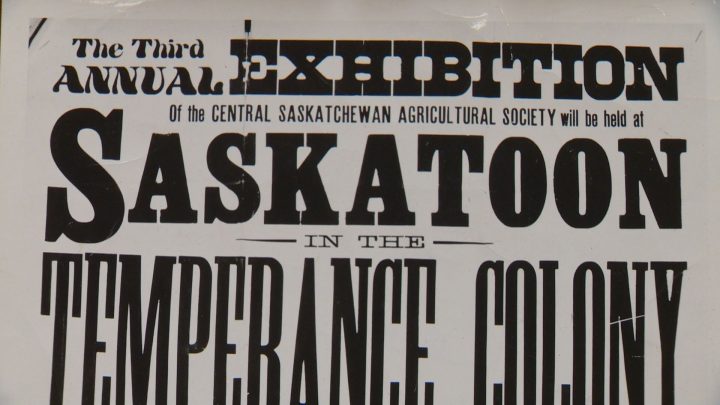 The Third
ANNUAL EXHIBITION
Of the CENTRAL SASKATCHEWAN AGRICULTURAL SOCIETY will be held at
SASKATOON
IN THE
TEMPERANCE COLONY